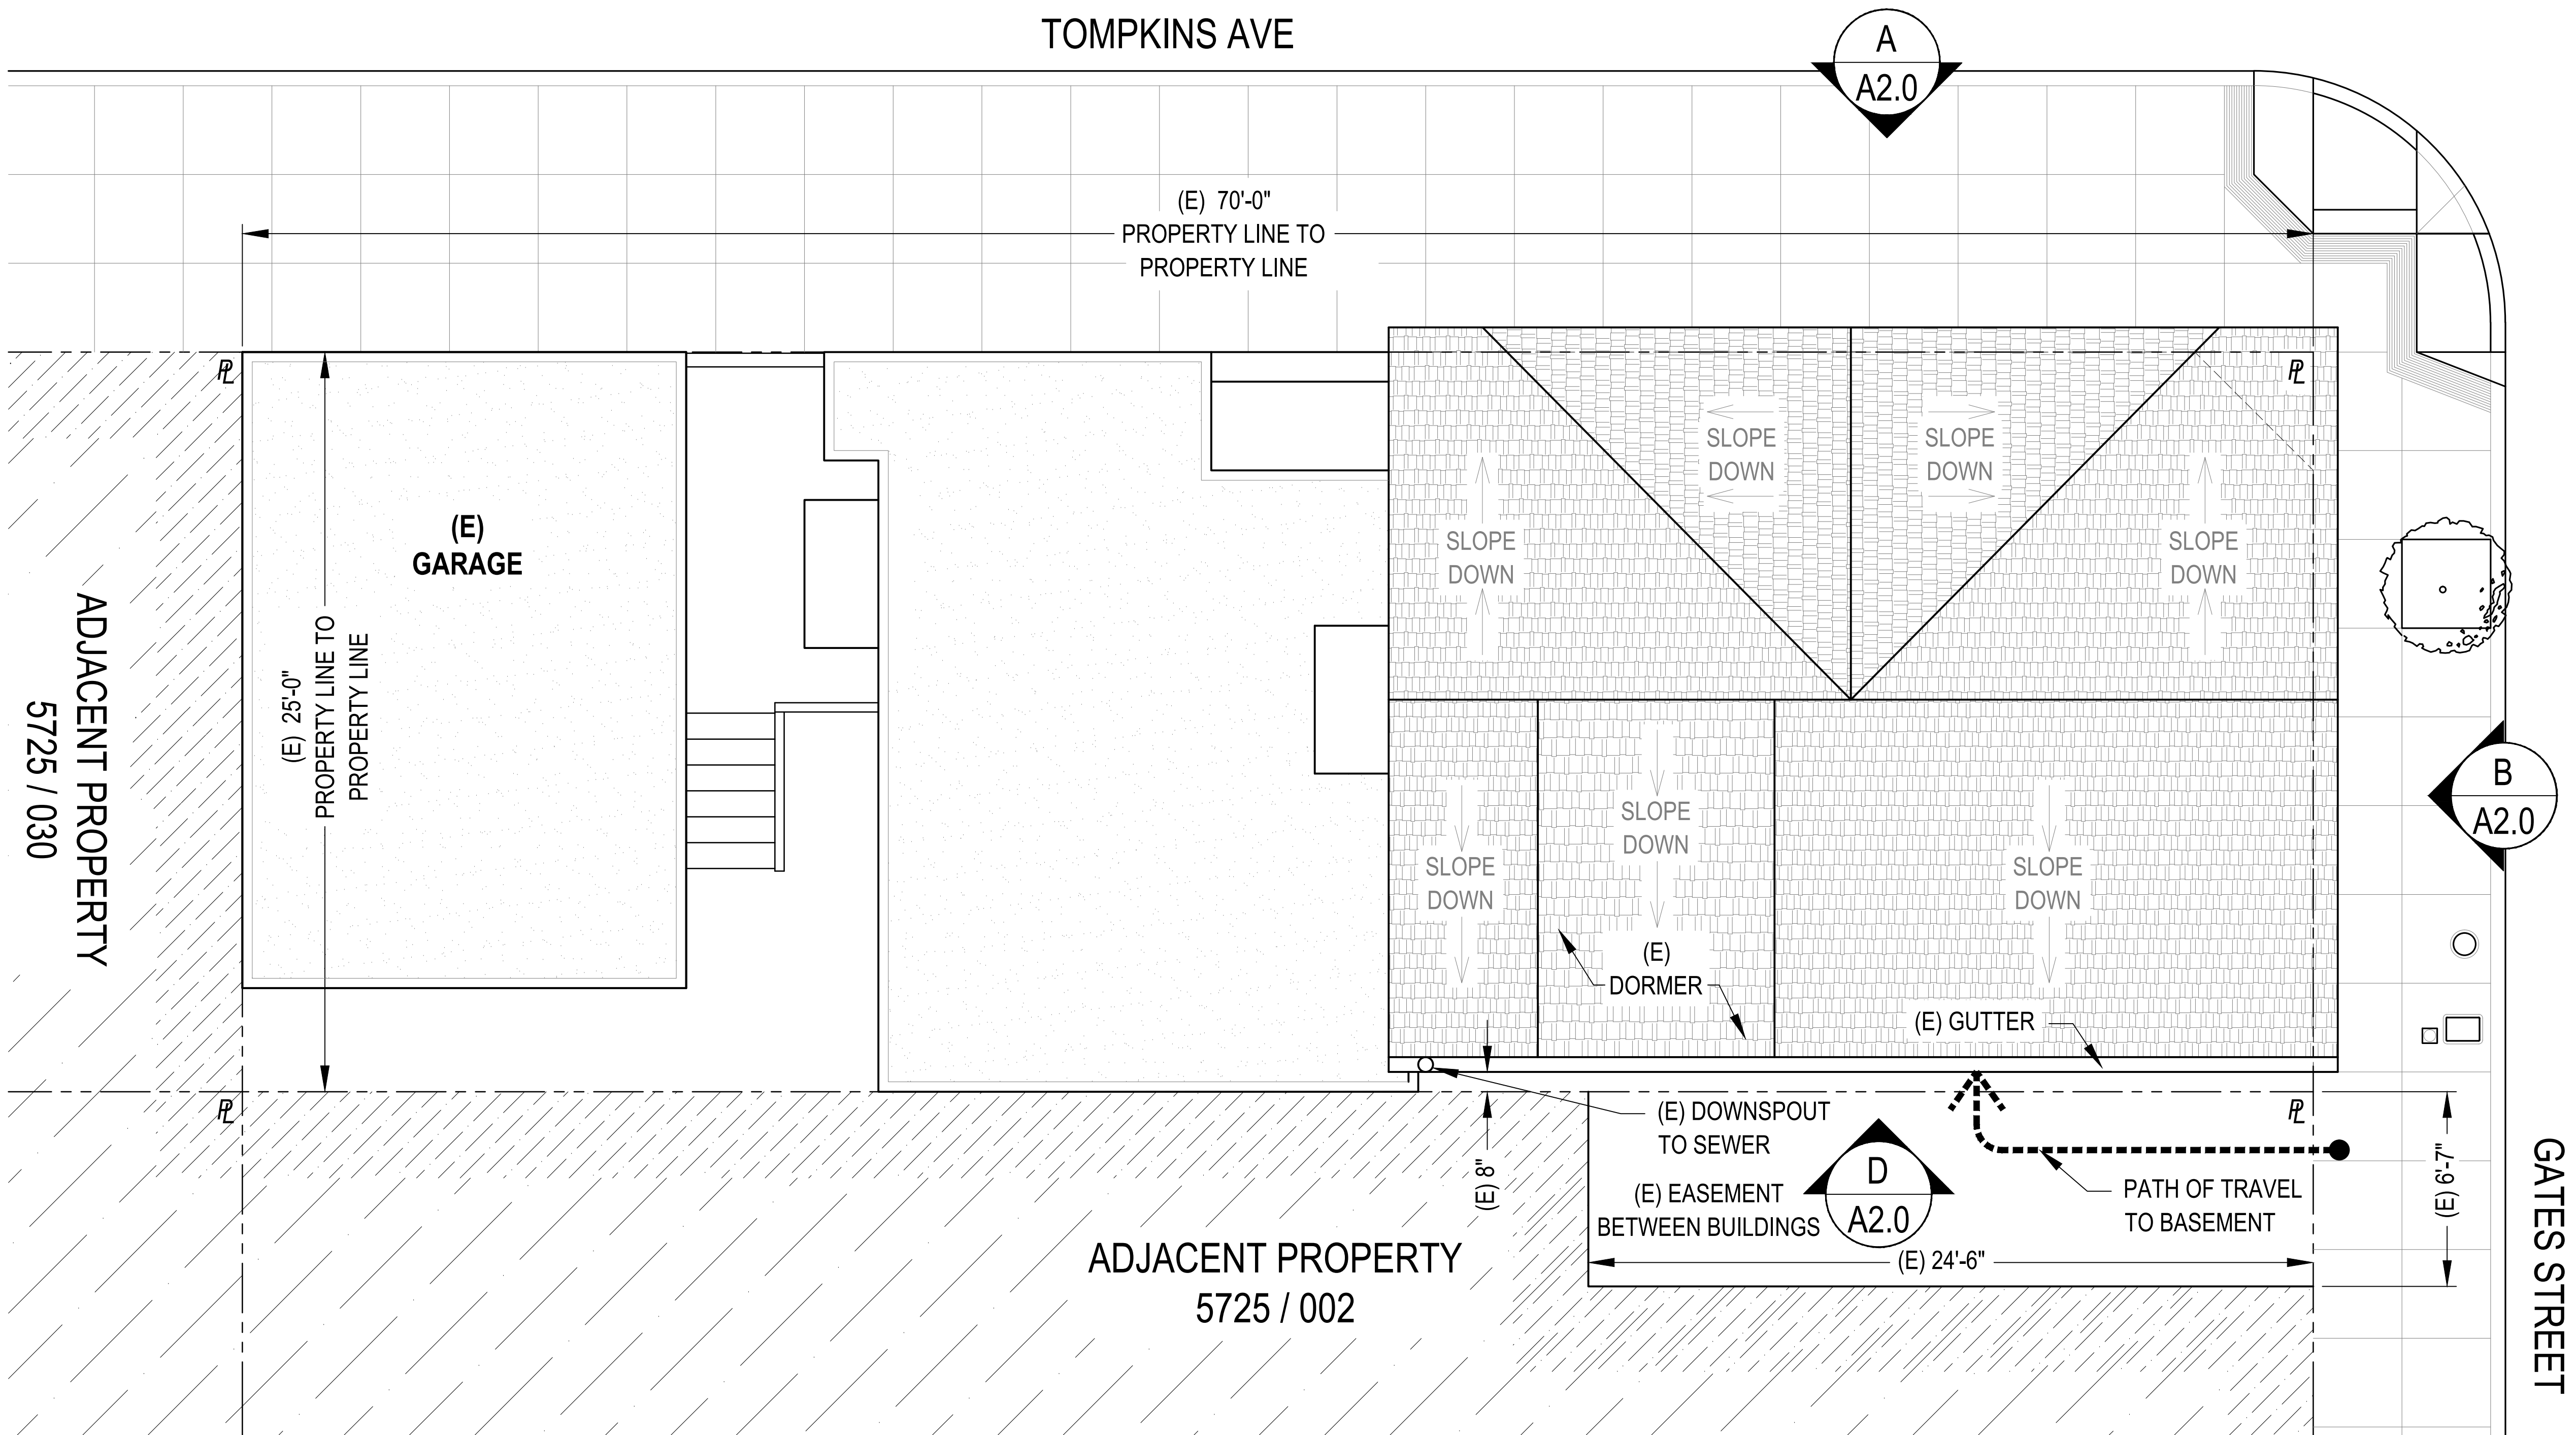 TOMPKINS AVE
A
A2.0
(E) 70'-0"
PROPERTY LINE TO
PROPERTY LINE
PL
PL
(E)
GARAGE
(E) 25'-0"
PROPERTY LINE TO
PROPERTY LINE
ADJACENT PROPERTY
5725 / 030
SLOPE
DOWN
SLOPE
DOWN
SLOPE
DOWN
SLOPE
DOWN
SLOPE
DOWN
SLOPE
DOWN
SLOPE
DOWN
(E)
DORMER
(E) GUTTER
B
A2.0
PL
PL
(E) DOWNSPOUT
TO SEWER
(E) 8"
(E) EASEMENT
BETWEEN BUILDINGS
D
A2.0
PATH OF TRAVEL
TO BASEMENT
(E) 6'-7"
(E) 24'-6"
ADJACENT PROPERTY
5725 / 002
GATES STREET